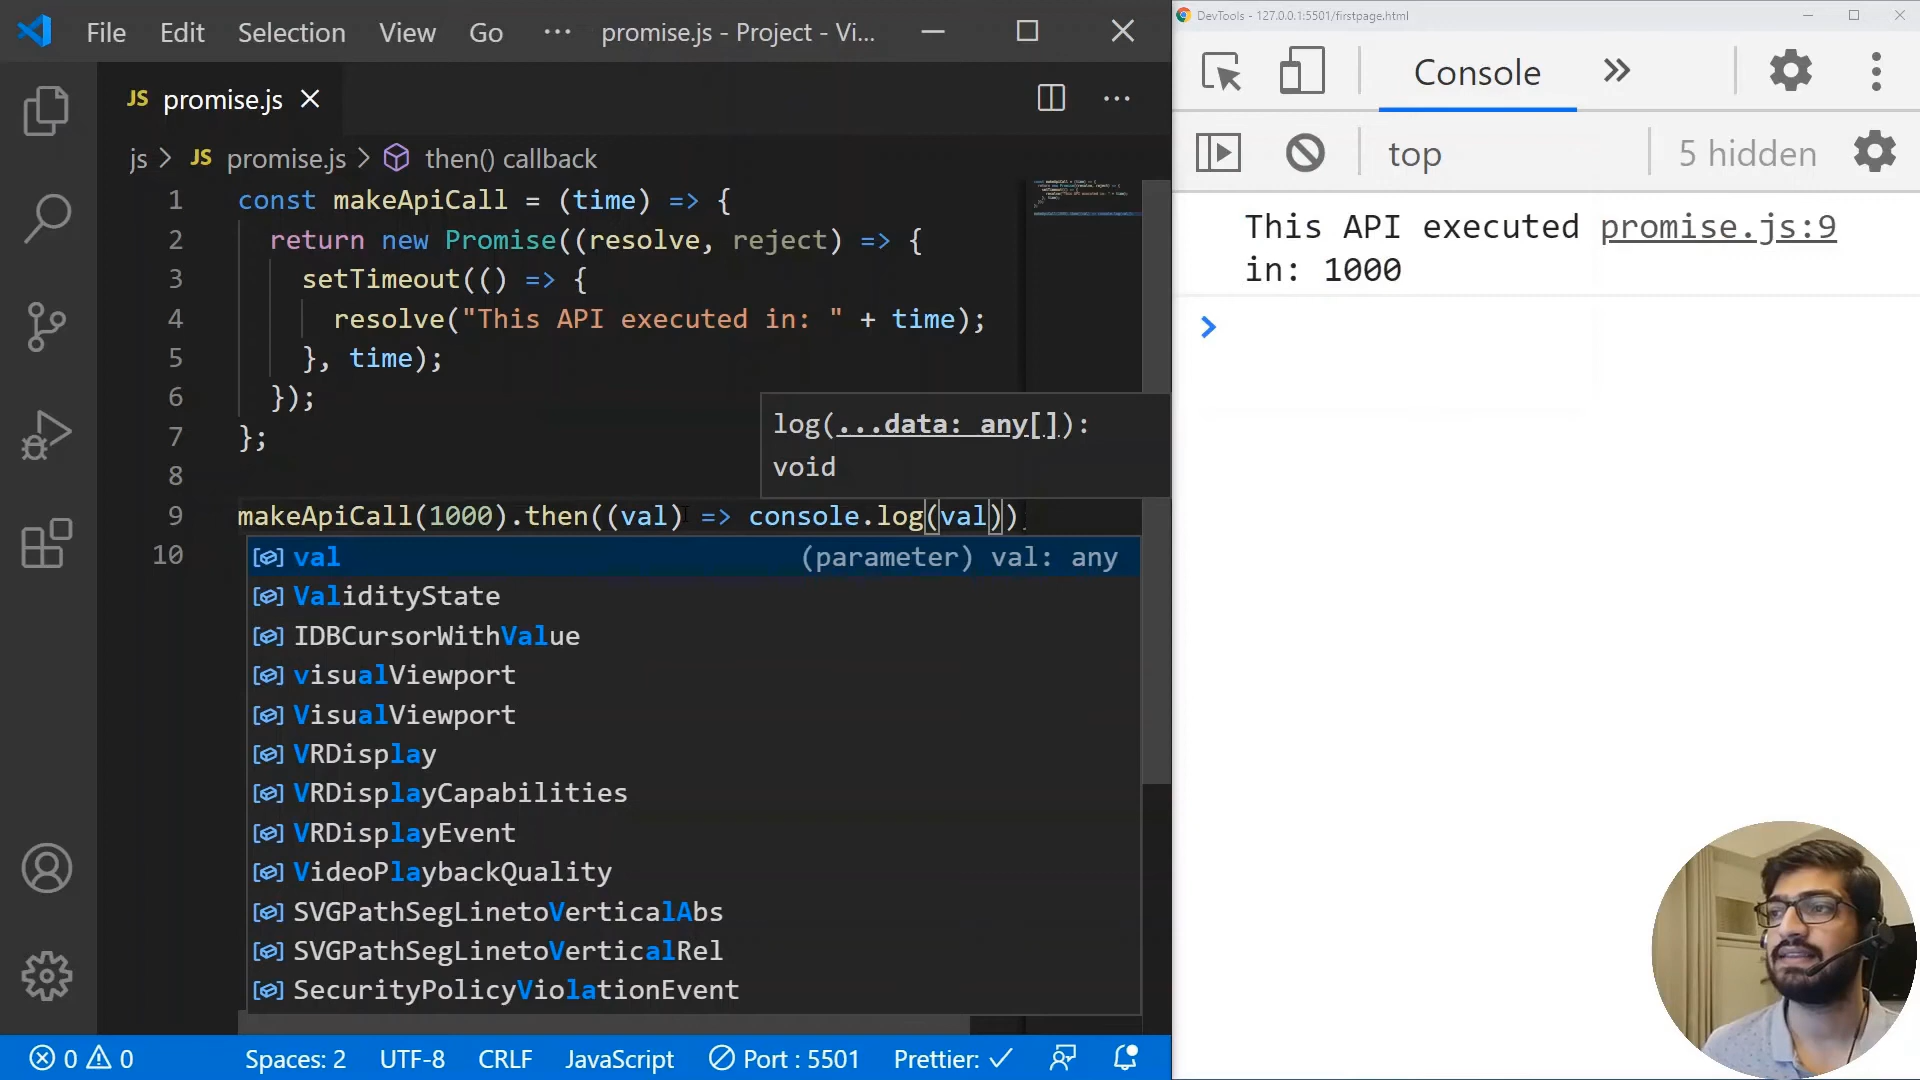 File Edit Selection View Go ··· promise.js - Project - Vi...
JS promise.js
js > JS promise.js > then() callback
1 const makeApiCall = (time) => {
2 return new Promise((resolve, reject) => {
3 setTimeout(() => {
4 resolve("This API executed in: " + time);
5 }, time);
6 });
7 };
8
log(...data: any[]):
void
9 makeApiCall(1000).then((val) => console.log(val))
10
val (parameter) val: any
ValidityState
IDBCursorWithValue
visualViewport
VisualViewport
VRDisplay
VRDisplayCapabilities
VRDisplayEvent
VideoPlaybackQuality
SVGPathSegLinetoVerticalAbs
SVGPathSegLinetoVerticalRel
SecurityPolicyViolationEvent
0 0 Spaces: 2 UTF-8 CRLF JavaScript Port : 5501 Prettier: ✓
DevTools - 127.0.0.1:5501/firstpage.html
Console
top 5 hidden
This API executed promise.js:9
in: 1000